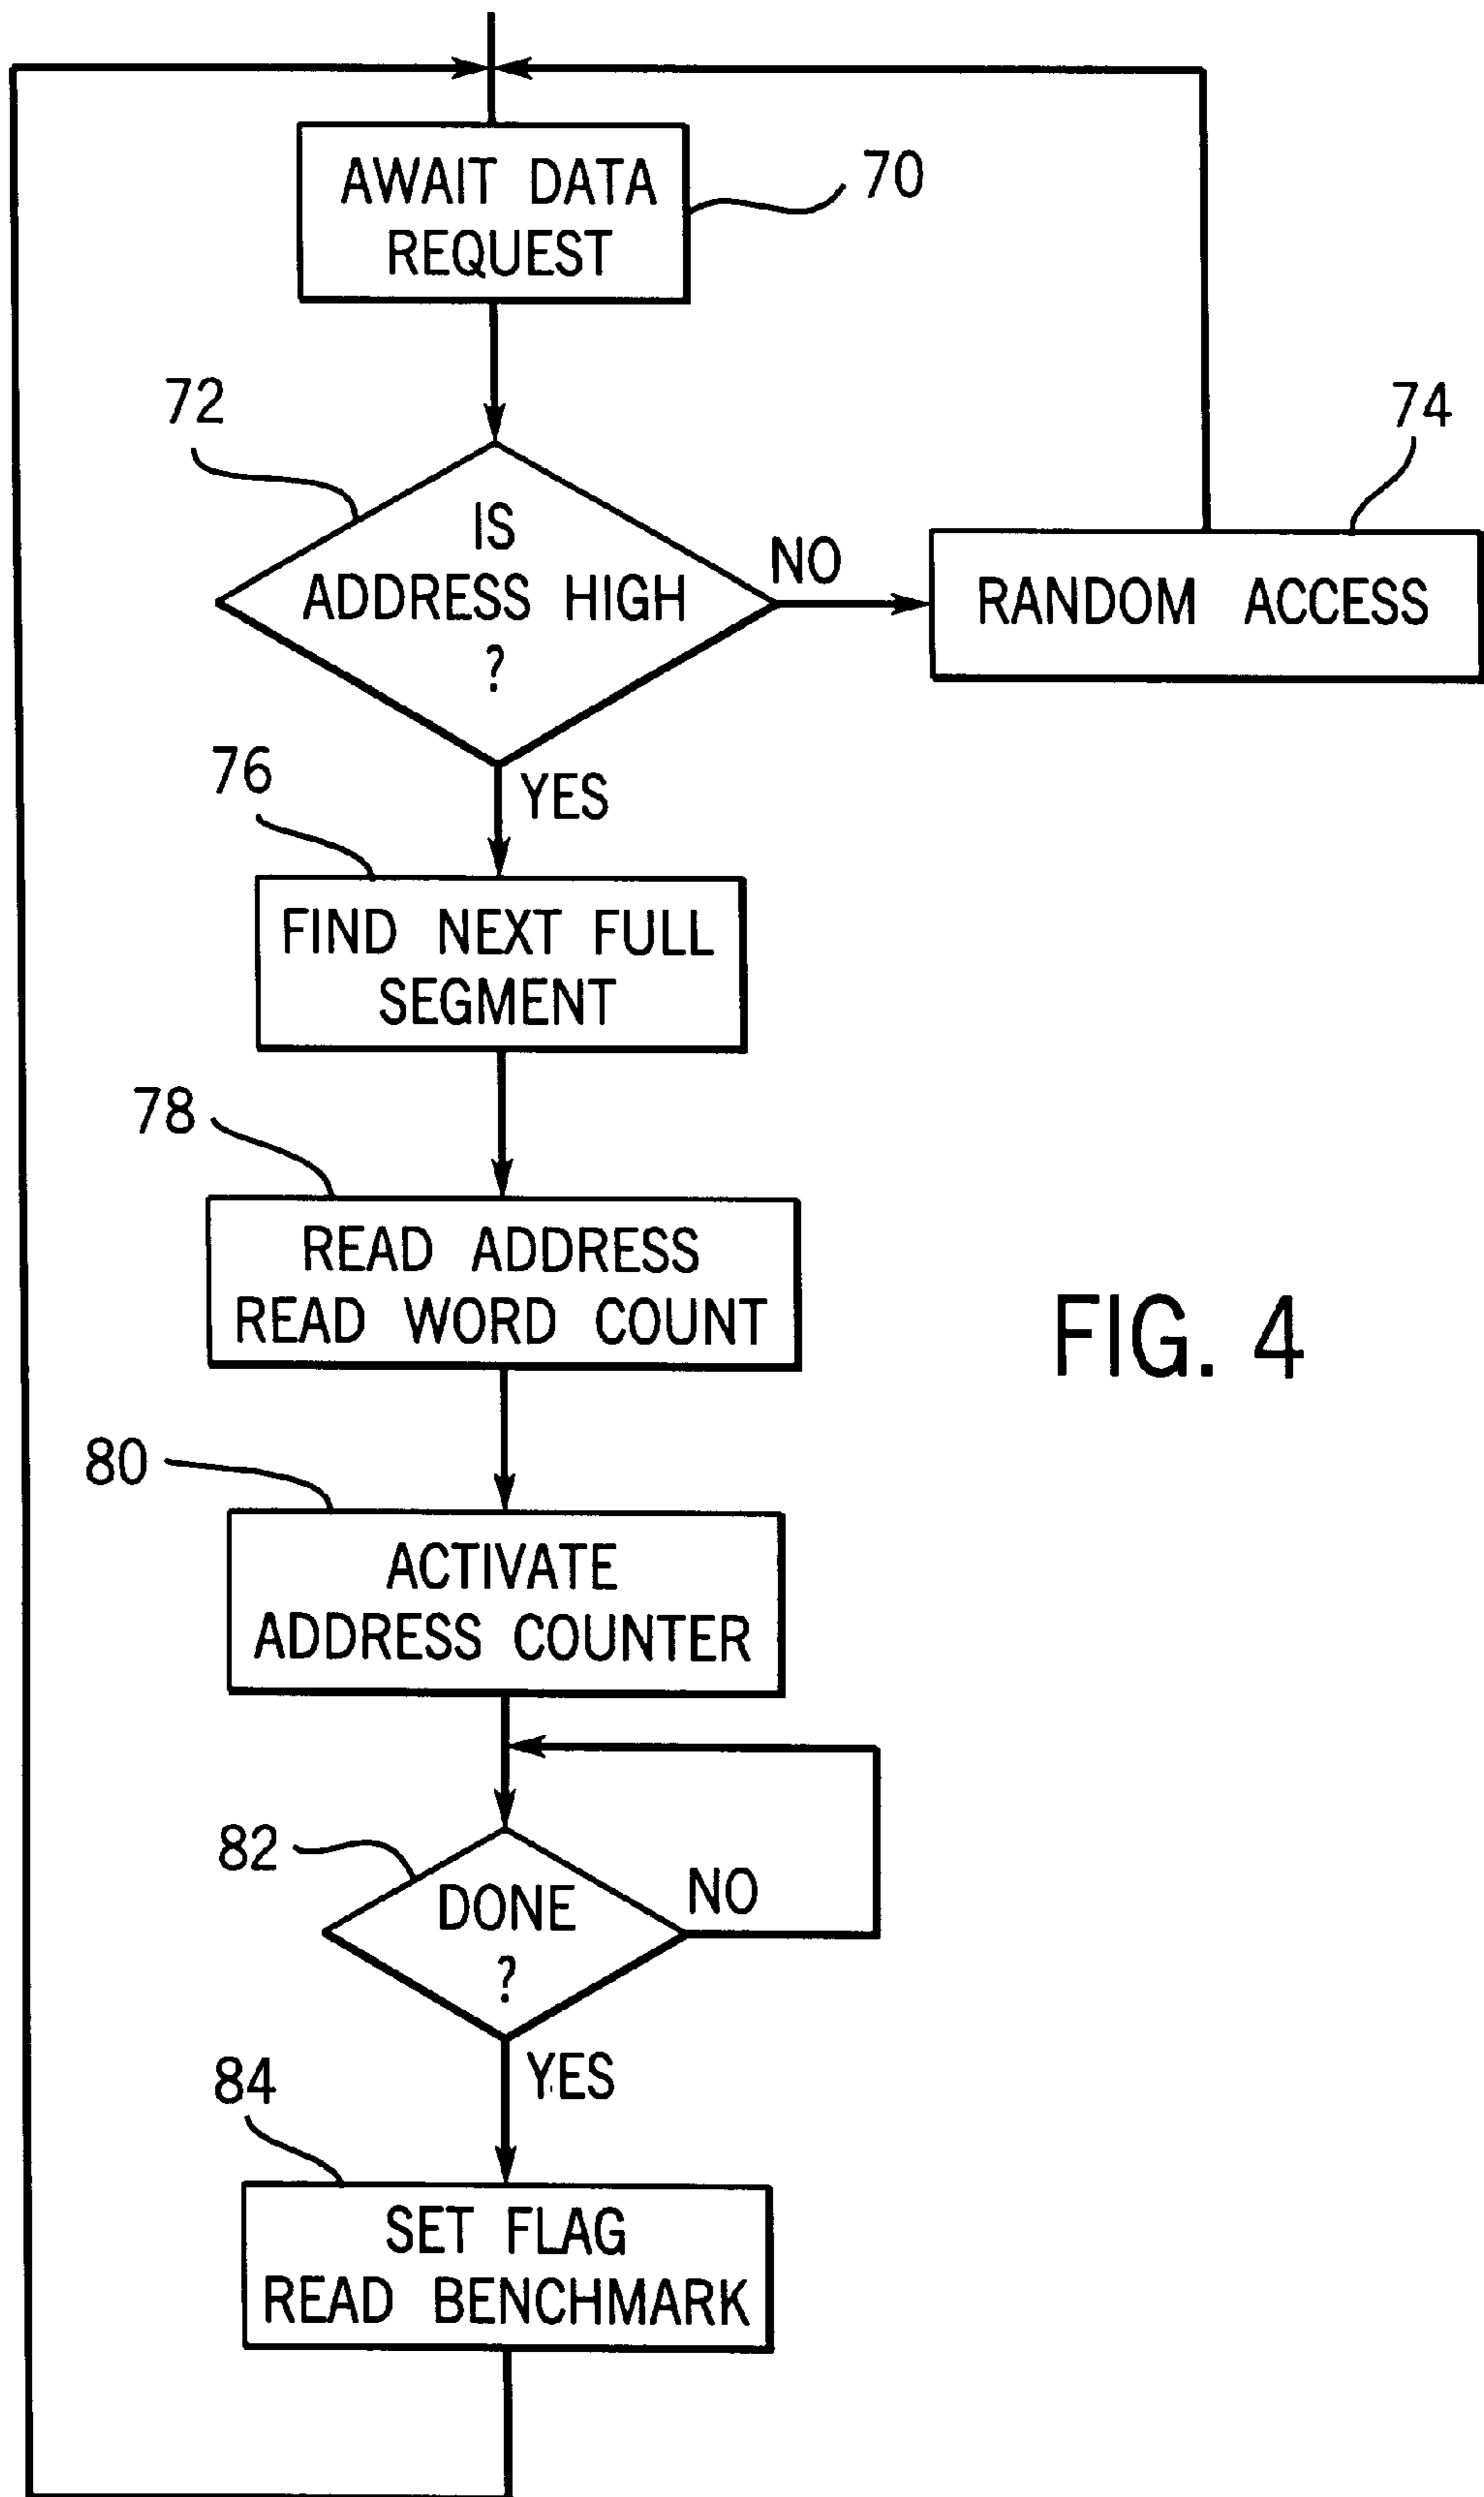 AWAIT DATA
REQUEST
70
72
IS
ADDRESS HIGH
?
NO
74
RANDOM ACCESS
76
YES
FIND NEXT FULL
SEGMENT
78
READ ADDRESS
READ WORD COUNT
FIG. 4
80
ACTIVATE
ADDRESS COUNTER
82
DONE
?
NO
84
YES
SET FLAG
READ BENCHMARK